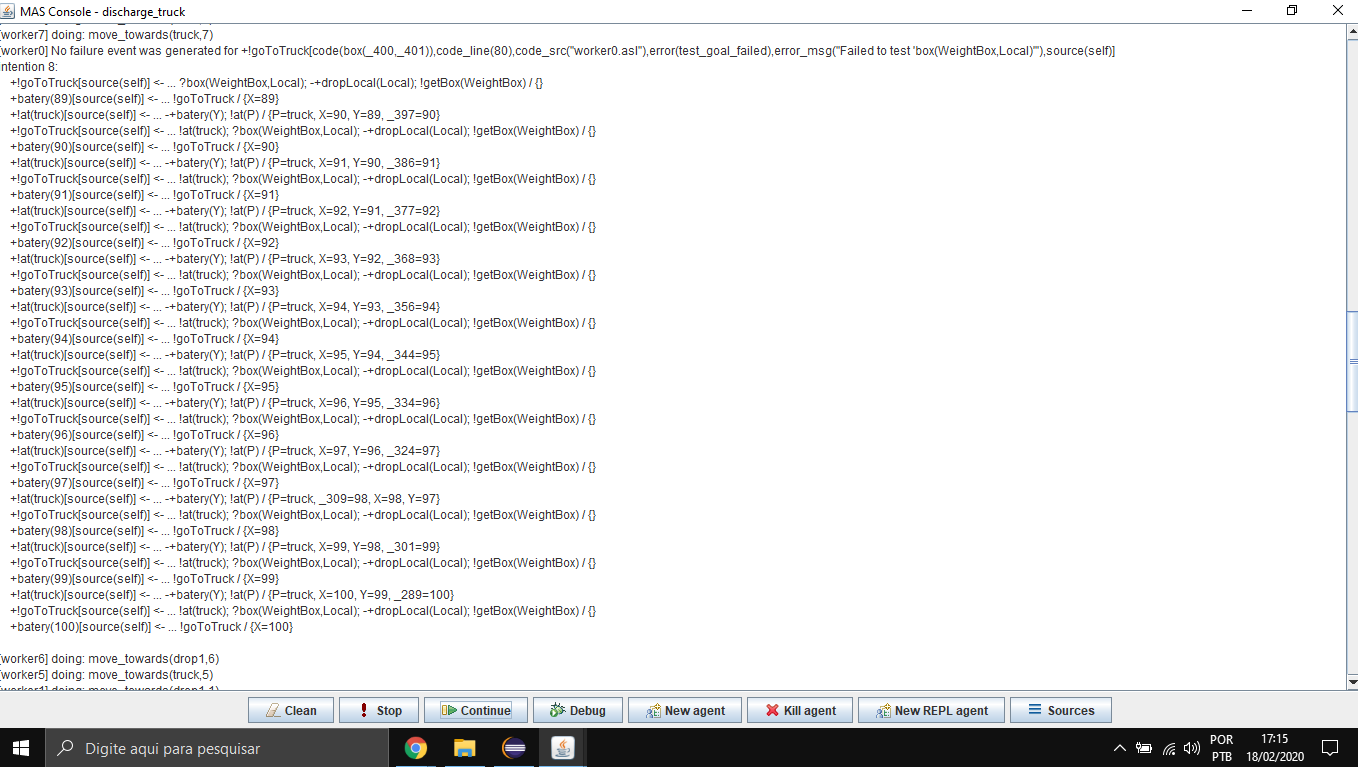 MAS Console - discharge_truck
[worker7] doing: move_towards(truck,7)
[worker0] No failure event was generated for +!goToTruck[code(box(_400,_401)),code_line(80),code_src("worker0.asl"),error(test_goal_failed),error_msg("Failed to test 'box(WeightBox,Local)'"),source(self)]
intention 8:
+!goToTruck[source(self)] <- ... ?box(WeightBox,Local); -+dropLocal(Local); !getBox(WeightBox) / {}
+batery(89)[source(self)] <- ... !goToTruck / {X=89}
+!at(truck)[source(self)] <- ... -+batery(Y); !at(P) / {P=truck, X=90, Y=89, _397=90}
+!goToTruck[source(self)] <- ... !at(truck); ?box(WeightBox,Local); -+dropLocal(Local); !getBox(WeightBox) / {}
+batery(90)[source(self)] <- ... !goToTruck / {X=90}
+!at(truck)[source(self)] <- ... -+batery(Y); !at(P) / {P=truck, X=91, Y=90, _386=91}
+!goToTruck[source(self)] <- ... !at(truck); ?box(WeightBox,Local); -+dropLocal(Local); !getBox(WeightBox) / {}
+batery(91)[source(self)] <- ... !goToTruck / {X=91}
+!at(truck)[source(self)] <- ... -+batery(Y); !at(P) / {P=truck, X=92, Y=91, _377=92}
+!goToTruck[source(self)] <- ... !at(truck); ?box(WeightBox,Local); -+dropLocal(Local); !getBox(WeightBox) / {}
+batery(92)[source(self)] <- ... !goToTruck / {X=92}
+!at(truck)[source(self)] <- ... -+batery(Y); !at(P) / {P=truck, X=93, Y=92, _368=93}
+!goToTruck[source(self)] <- ... !at(truck); ?box(WeightBox,Local); -+dropLocal(Local); !getBox(WeightBox) / {}
+batery(93)[source(self)] <- ... !goToTruck / {X=93}
+!at(truck)[source(self)] <- ... -+batery(Y); !at(P) / {P=truck, X=94, Y=93, _356=94}
+!goToTruck[source(self)] <- ... !at(truck); ?box(WeightBox,Local); -+dropLocal(Local); !getBox(WeightBox) / {}
+batery(94)[source(self)] <- ... !goToTruck / {X=94}
+!at(truck)[source(self)] <- ... -+batery(Y); !at(P) / {P=truck, X=95, Y=94, _344=95}
+!goToTruck[source(self)] <- ... !at(truck); ?box(WeightBox,Local); -+dropLocal(Local); !getBox(WeightBox) / {}
+batery(95)[source(self)] <- ... !goToTruck / {X=95}
+!at(truck)[source(self)] <- ... -+batery(Y); !at(P) / {P=truck, X=96, Y=95, _334=96}
+!goToTruck[source(self)] <- ... !at(truck); ?box(WeightBox,Local); -+dropLocal(Local); !getBox(WeightBox) / {}
+batery(96)[source(self)] <- ... !goToTruck / {X=96}
+!at(truck)[source(self)] <- ... -+batery(Y); !at(P) / {P=truck, X=97, Y=96, _324=97}
+!goToTruck[source(self)] <- ... !at(truck); ?box(WeightBox,Local); -+dropLocal(Local); !getBox(WeightBox) / {}
+batery(97)[source(self)] <- ... !goToTruck / {X=97}
+!at(truck)[source(self)] <- ... -+batery(Y); !at(P) / {P=truck, _309=98, X=98, Y=97}
+!goToTruck[source(self)] <- ... !at(truck); ?box(WeightBox,Local); -+dropLocal(Local); !getBox(WeightBox) / {}
+batery(98)[source(self)] <- ... !goToTruck / {X=98}
+!at(truck)[source(self)] <- ... -+batery(Y); !at(P) / {P=truck, X=99, Y=98, _301=99}
+!goToTruck[source(self)] <- ... !at(truck); ?box(WeightBox,Local); -+dropLocal(Local); !getBox(WeightBox) / {}
+batery(99)[source(self)] <- ... !goToTruck / {X=99}
+!at(truck)[source(self)] <- ... -+batery(Y); !at(P) / {P=truck, X=100, Y=99, _289=100}
+!goToTruck[source(self)] <- ... !at(truck); ?box(WeightBox,Local); -+dropLocal(Local); !getBox(WeightBox) / {}
+batery(100)[source(self)] <- ... !goToTruck / {X=100}
[worker6] doing: move_towards(drop1,6)
[worker5] doing: move_towards(truck,5)
[worker1] doing: move_towards(drop1,1)
Clean Stop Continue Debug New agent Kill agent New REPL agent Sources
Digite aqui para pesquisar
POR 17:15
PTB 18/02/2020